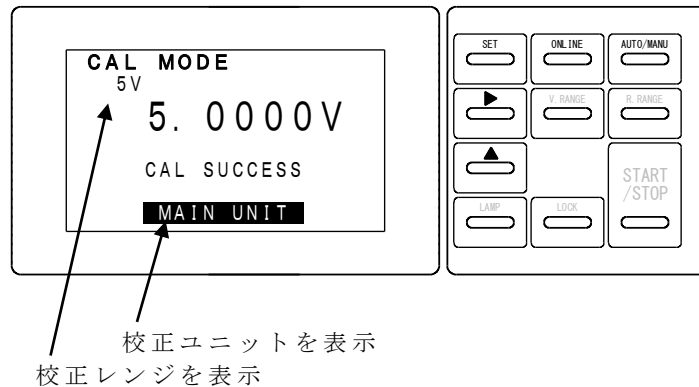 CAL MODE
5V
5. 0000V
CAL SUCCESS
MAIN UNIT
SET
ONLINE
AUTO/MANU
V.RANGE
R.RANGE
START
/STOP
LAMP
LOCK
校正ユニットを表示
校正レンジを表示